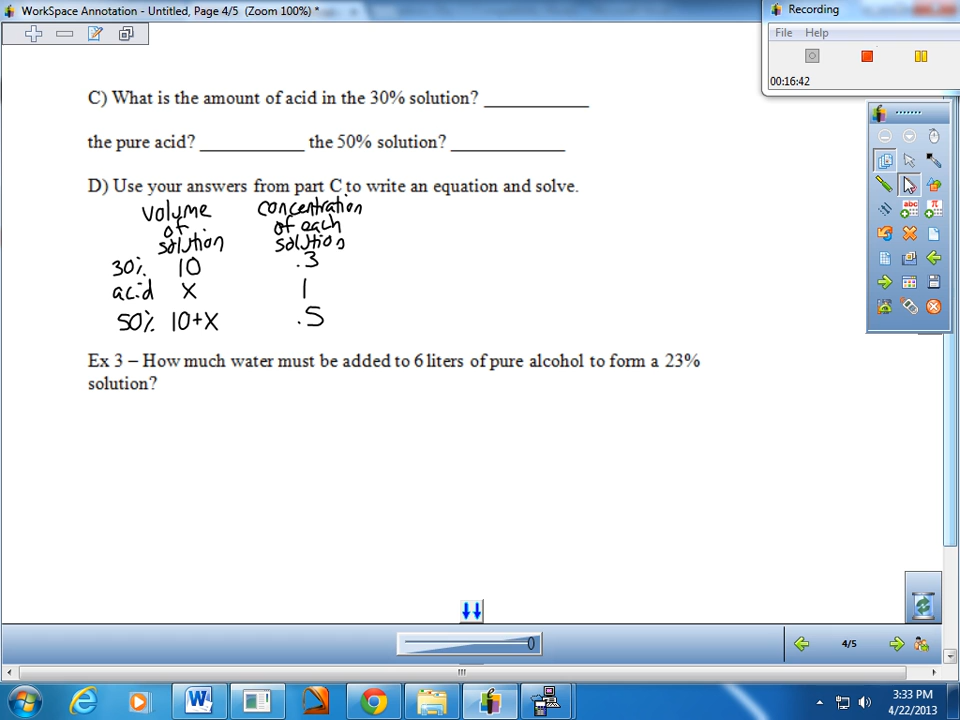 WorkSpace Annotation - Untitled, Page 4/5 (Zoom 100%) *
Recording
File Help
00:16:42
C) What is the amount of acid in the 30% solution? ____________
the pure acid? ____________ the 50% solution? _____________
D) Use your answers from part C to write an equation and solve.
volume of solution
concentration of each solution
30% 10 .3
acid x 1
50% 10+x .5
Ex 3 – How much water must be added to 6 liters of pure alcohol to form a 23%
solution?
abc
π
0
4/5
3:33 PM
4/22/2013